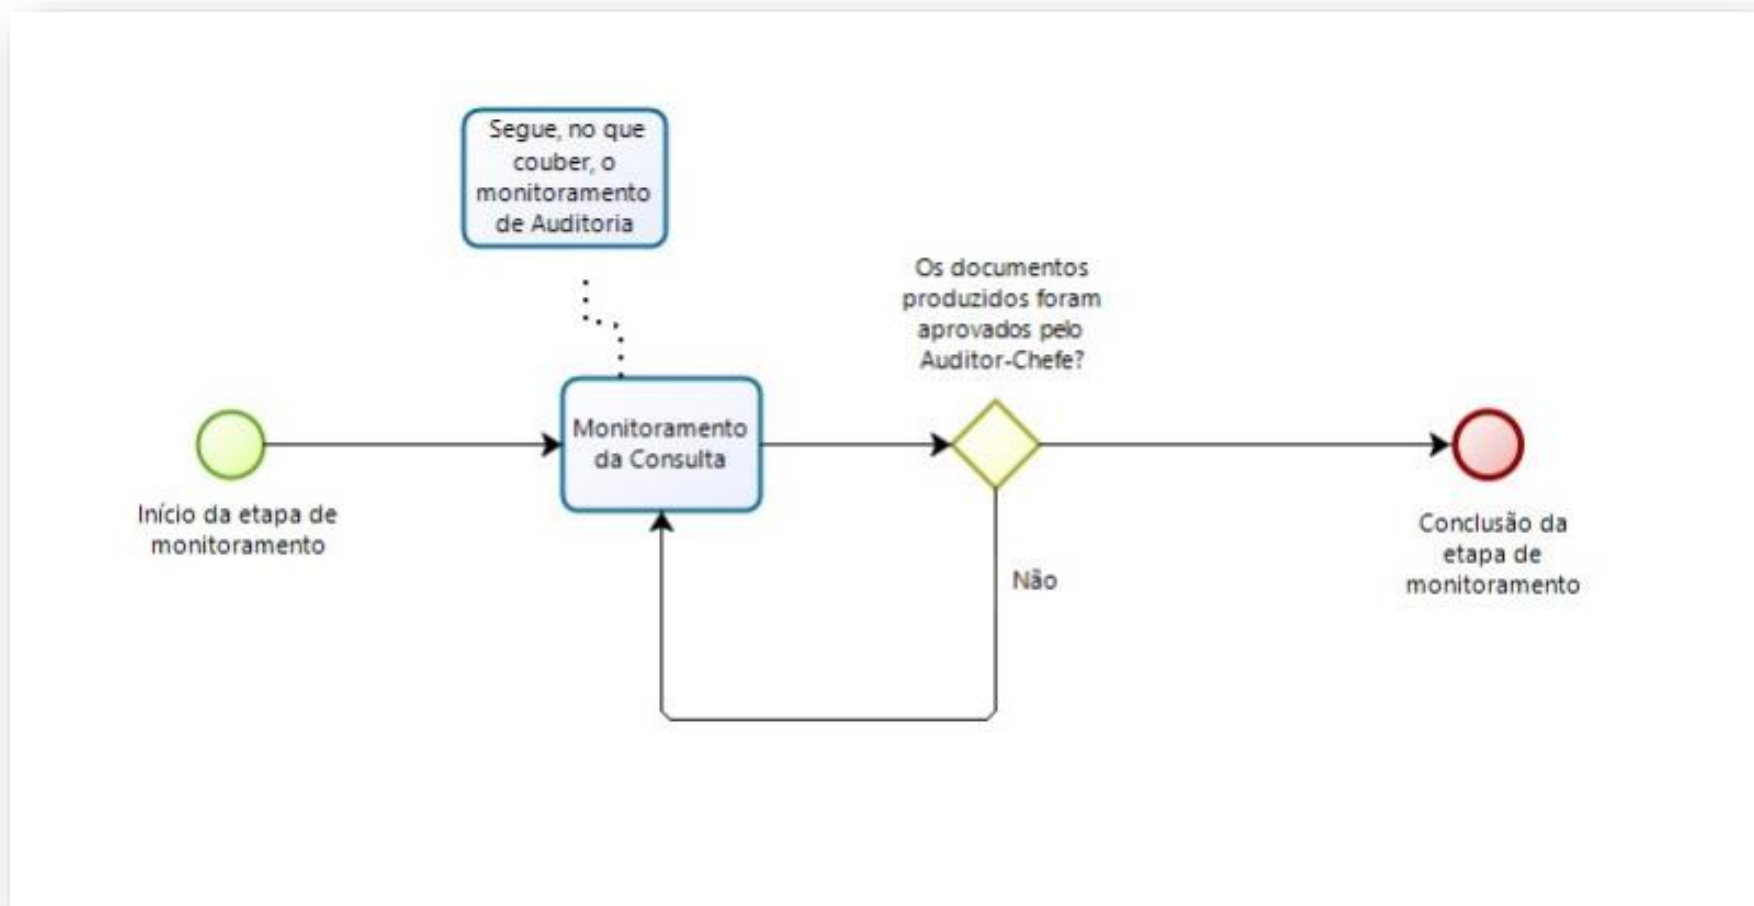 Segue, no que
couber, o
monitoramento
de Auditoria
Os documentos
produzidos foram
aprovados pelo
Auditor-Chefe?
Monitoramento
da Consulta
Início da etapa de
monitoramento
Não
Conclusão da
etapa de
monitoramento